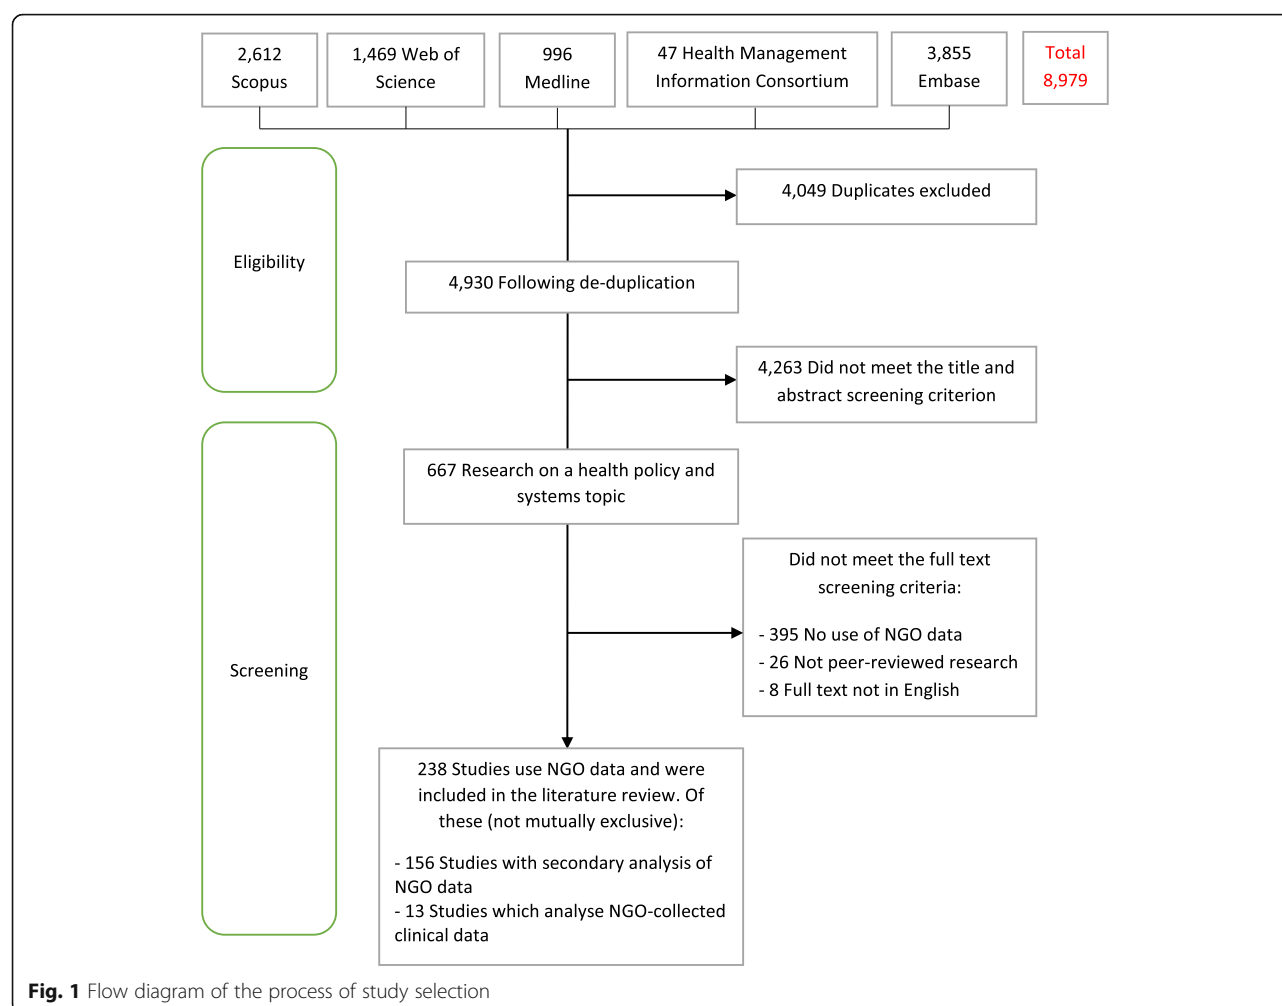 2,612
Scopus
1,469 Web of
Science
996
Medline
47 Health Management
Information Consortium
3,855
Embase
Total
8,979
4,049 Duplicates excluded
Eligibility
4,930 Following de-duplication
4,263 Did not meet the title and
abstract screening criterion
667 Research on a health policy and
systems topic
Did not meet the full text
screening criteria:
- 395 No use of NGO data
- 26 Not peer-reviewed research
- 8 Full text not in English
Screening
238 Studies use NGO data and were
included in the literature review. Of
these (not mutually exclusive):
- 156 Studies with secondary analysis of
NGO data
- 13 Studies which analyse NGO-collected
clinical data
Fig. 1 Flow diagram of the process of study selection